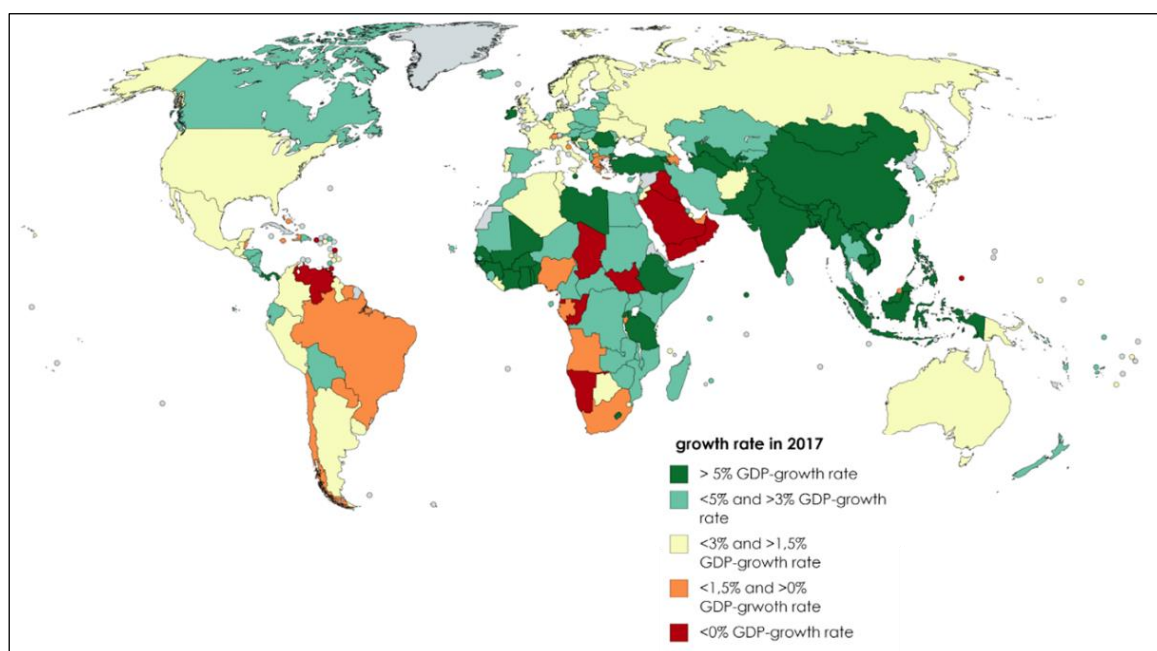 growth rate in 2017
> 5% GDP-growth rate
<5% and >3% GDP-growth
rate
<3% and >1,5%
GDP-growth rate
<1,5% and >0%
GDP-grwoth rate
<0% GDP-growth rate